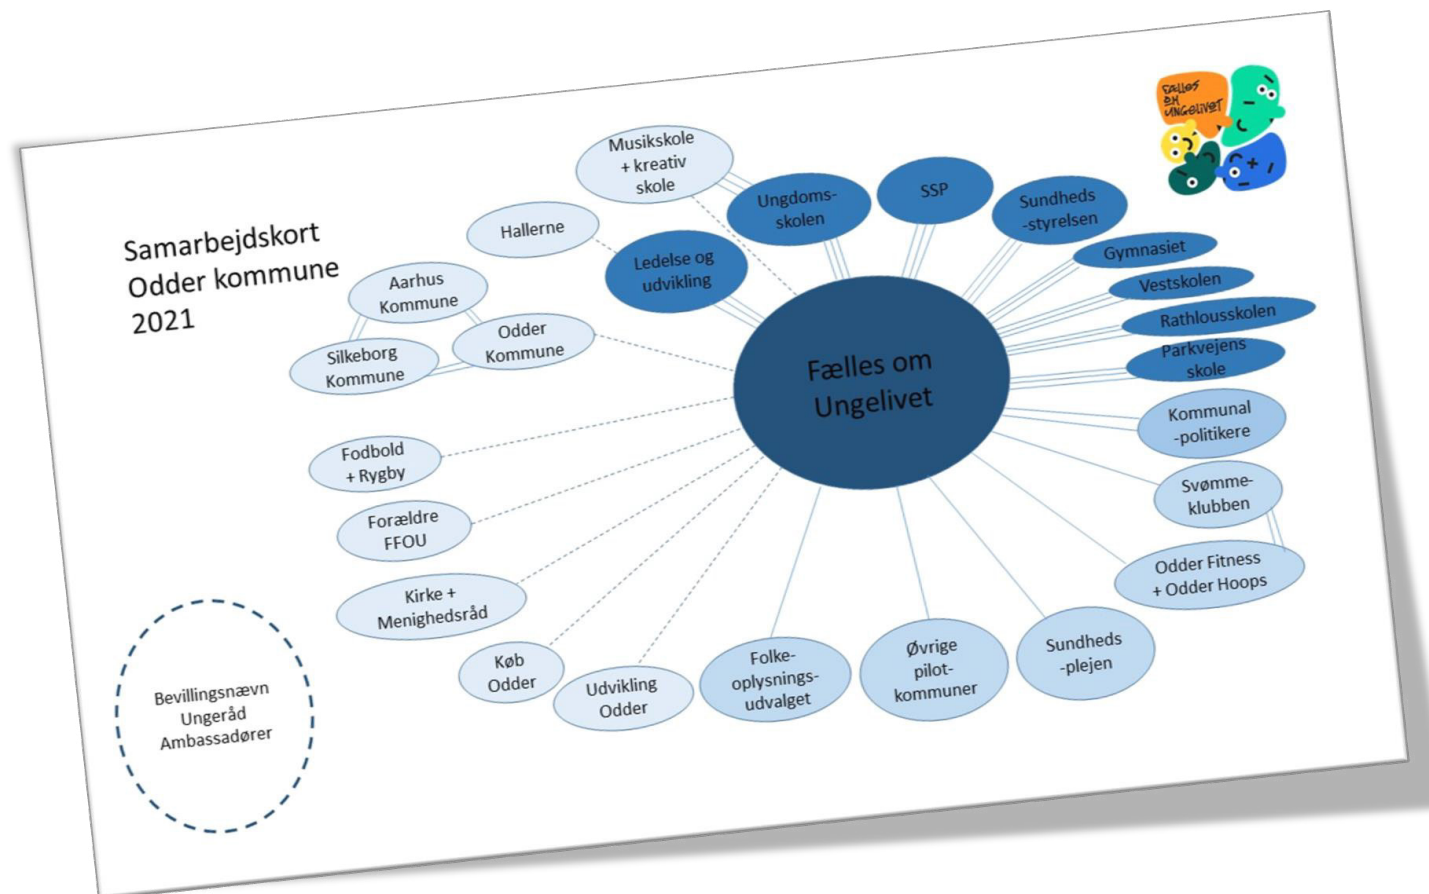 FÆLLES
OM
UNGELIVET
Samarbejdskort
Odder kommune
2021
Musikskole
+ kreativ
skole
Hallerne
Aarhus
Kommune
Silkeborg
Kommune
Odder
Kommune
Ledelse og
udvikling
Ungdoms-
skolen
SSP
Sundheds
-styrelsen
Gymnasiet
Vestskolen
Rathlousskolen
Parkvejens
skole
Kommunal
-politikere
Svømme-
klubben
Odder Fitness
+ Odder Hoops
Sundheds
-plejen
Øvrige
pilot-
kommuner
Folke-
oplysnings-
udvalget
Udvikling
Odder
Køb
Odder
Kirke +
Menighedsråd
Forældre
FFOU
Fodbold
+ Rygby
Fælles om
Ungelivet
Bevillingsnævn
Ungeråd
Ambassadører